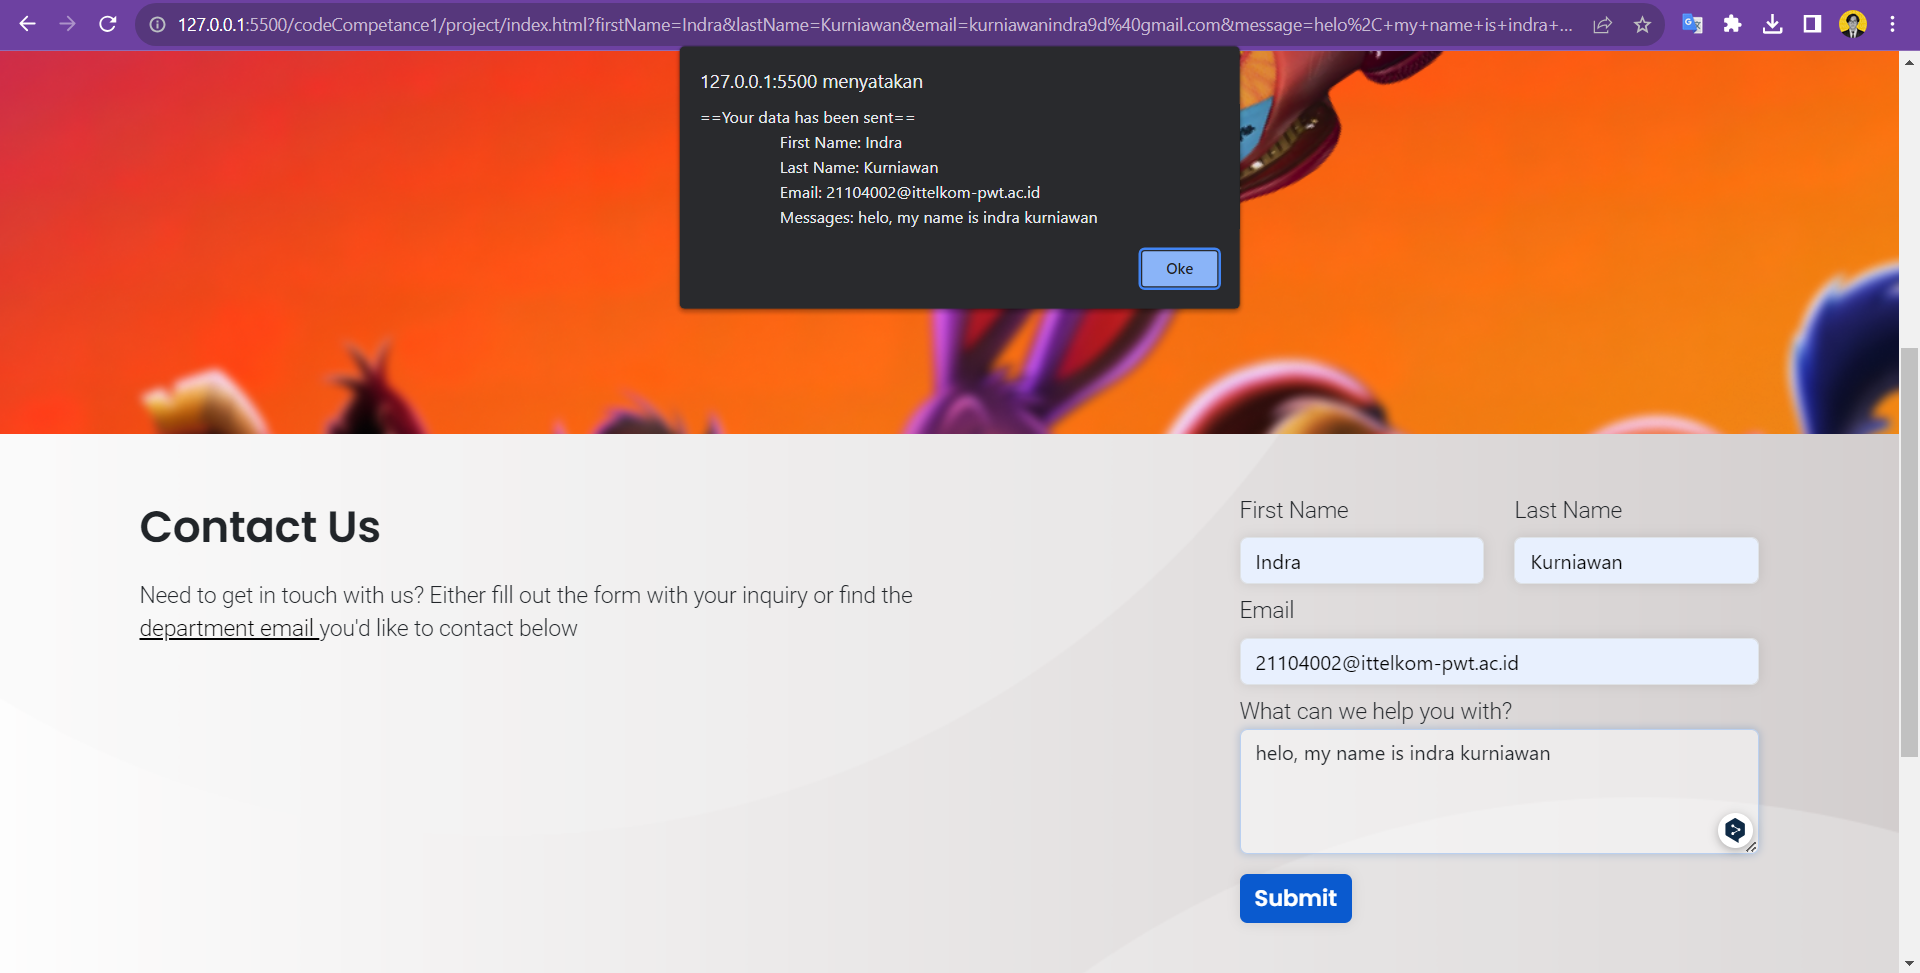 127.0.0.1:5500/codeCompetance1/project/index.html?firstName=Indra&lastName=Kurniawan&email=kurniawanindra9d%40gmail.com&message=helo%2C+my+name+is+indra+...
127.0.0.1:5500 menyatakan
==Your data has been sent==
First Name: Indra
Last Name: Kurniawan
Email: 21104002@ittelkom-pwt.ac.id
Messages: helo, my name is indra kurniawan
Oke
Contact Us
Need to get in touch with us? Either fill out the form with your inquiry or find the
department email you'd like to contact below
First Name
Last Name
Indra
Kurniawan
Email
21104002@ittelkom-pwt.ac.id
What can we help you with?
helo, my name is indra kurniawan
Submit